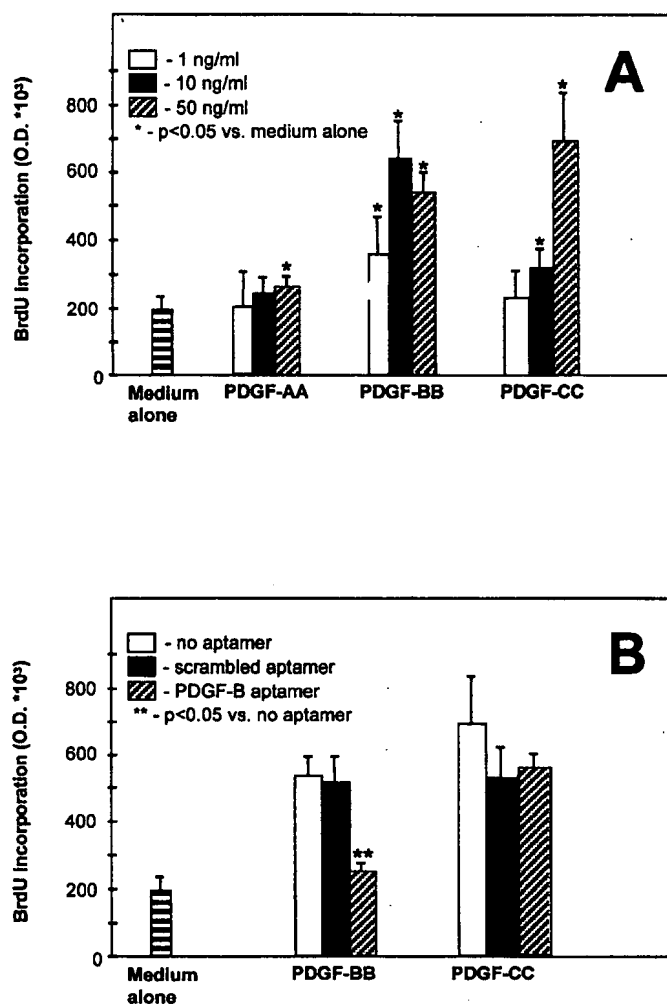 A
- 1 ng/ml
- 10 ng/ml
- 50 ng/ml
* - p<0.05 vs. medium alone
BrdU incorporation (O.D. *10³)
800
600
400
200
0
*
*
*
*
*
*
Medium alone
PDGF-AA
PDGF-BB
PDGF-CC
B
- no aptamer
- scrambled aptamer
- PDGF-B aptamer
** - p<0.05 vs. no aptamer
BrdU incorporation (O.D. *10³)
800
600
400
200
0
**
Medium alone
PDGF-BB
PDGF-CC